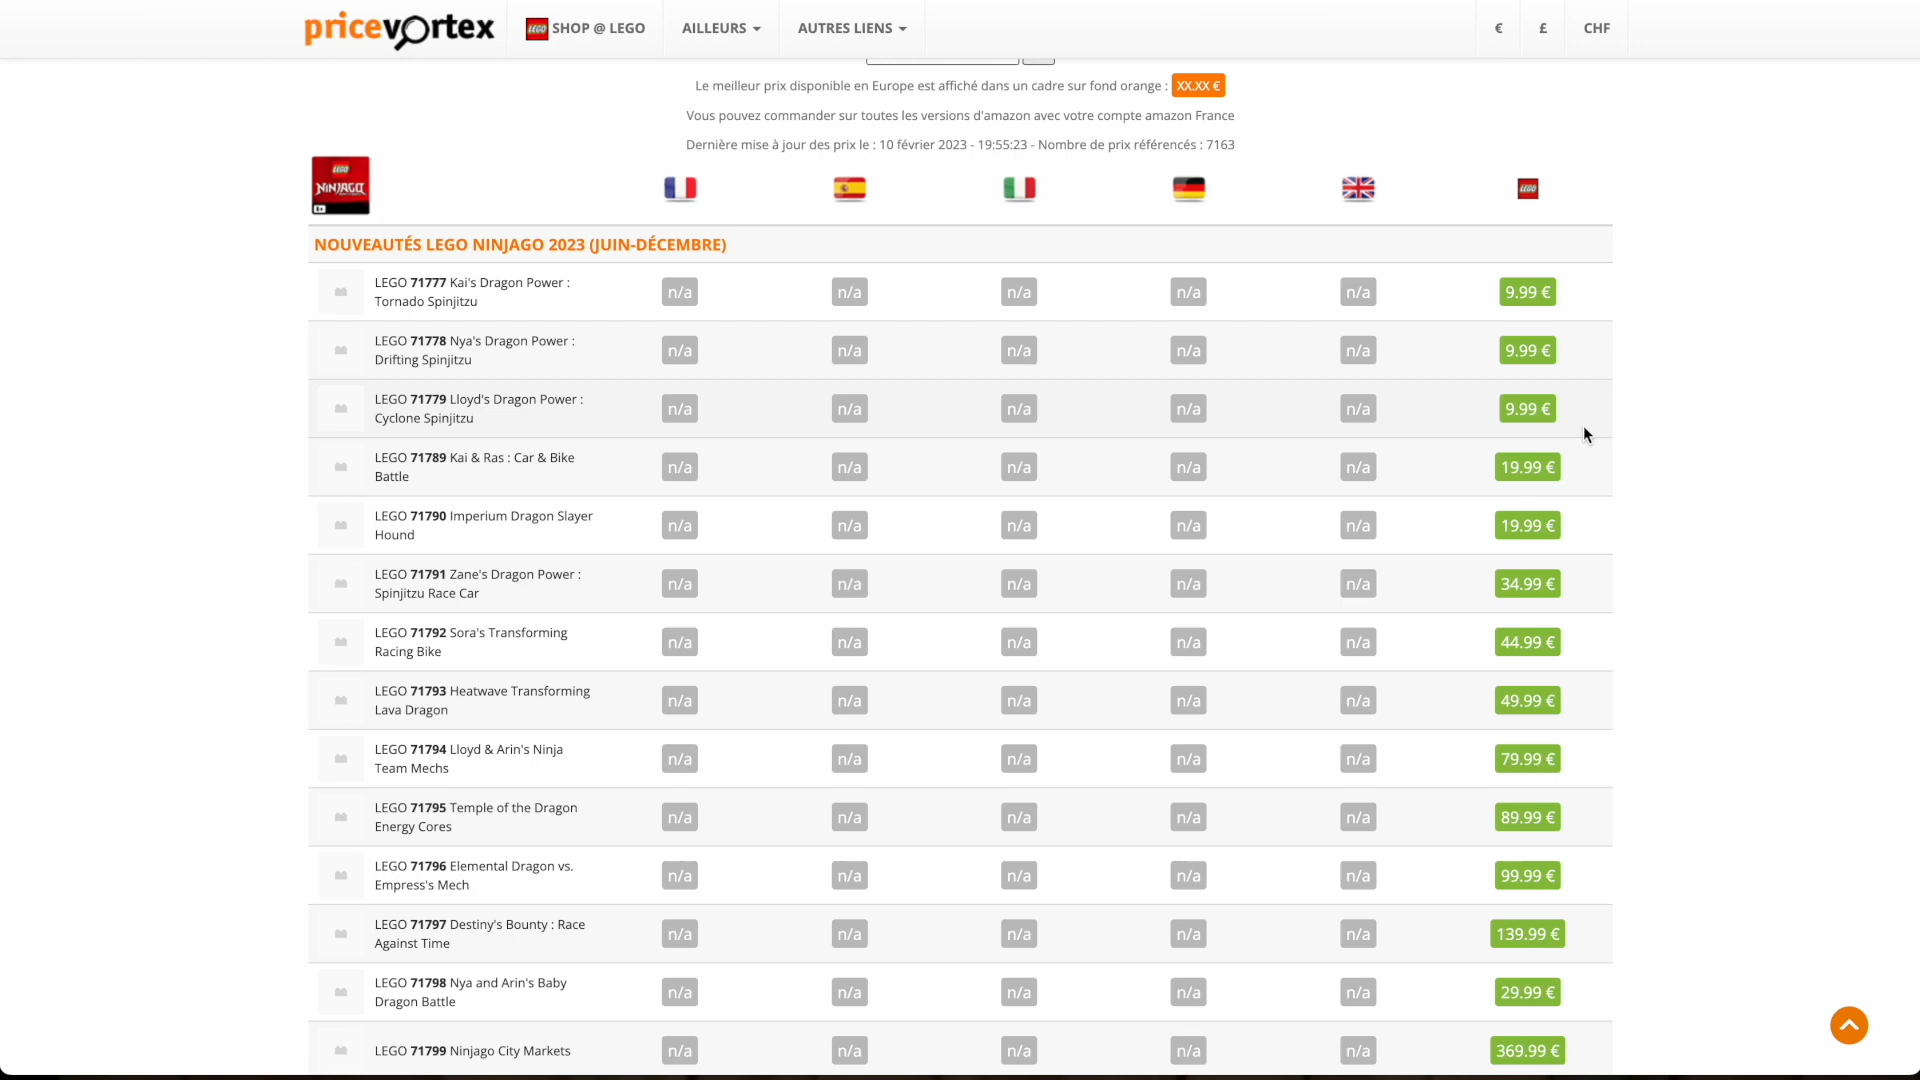 pricevortex
LEGO SHOP @ LEGO
AILLEURS
AUTRES LIENS
€
£
CHF
Le meilleur prix disponible en Europe est affiché dans un cadre sur fond orange : XX.XX €
Vous pouvez commander sur toutes les versions d'amazon avec votre compte amazon France
Dernière mise à jour des prix le : 10 février 2023 - 19:55:23 - Nombre de prix référencés : 7163
LEGO
NINJAGO
LEGO
NOUVEAUTÉS LEGO NINJAGO 2023 (JUIN-DÉCEMBRE)
LEGO 71777 Kai's Dragon Power :
Tornado Spinjitzu
n/a n/a n/a n/a n/a 9.99 €
LEGO 71778 Nya's Dragon Power :
Drifting Spinjitzu
n/a n/a n/a n/a n/a 9.99 €
LEGO 71779 Lloyd's Dragon Power :
Cyclone Spinjitzu
n/a n/a n/a n/a n/a 9.99 €
LEGO 71789 Kai & Ras : Car & Bike
Battle
n/a n/a n/a n/a n/a 19.99 €
LEGO 71790 Imperium Dragon Slayer
Hound
n/a n/a n/a n/a n/a 19.99 €
LEGO 71791 Zane's Dragon Power :
Spinjitzu Race Car
n/a n/a n/a n/a n/a 34.99 €
LEGO 71792 Sora's Transforming
Racing Bike
n/a n/a n/a n/a n/a 44.99 €
LEGO 71793 Heatwave Transforming
Lava Dragon
n/a n/a n/a n/a n/a 49.99 €
LEGO 71794 Lloyd & Arin's Ninja
Team Mechs
n/a n/a n/a n/a n/a 79.99 €
LEGO 71795 Temple of the Dragon
Energy Cores
n/a n/a n/a n/a n/a 89.99 €
LEGO 71796 Elemental Dragon vs.
Empress's Mech
n/a n/a n/a n/a n/a 99.99 €
LEGO 71797 Destiny's Bounty : Race
Against Time
n/a n/a n/a n/a n/a 139.99 €
LEGO 71798 Nya and Arin's Baby
Dragon Battle
n/a n/a n/a n/a n/a 29.99 €
LEGO 71799 Ninjago City Markets
n/a n/a n/a n/a n/a 369.99 €